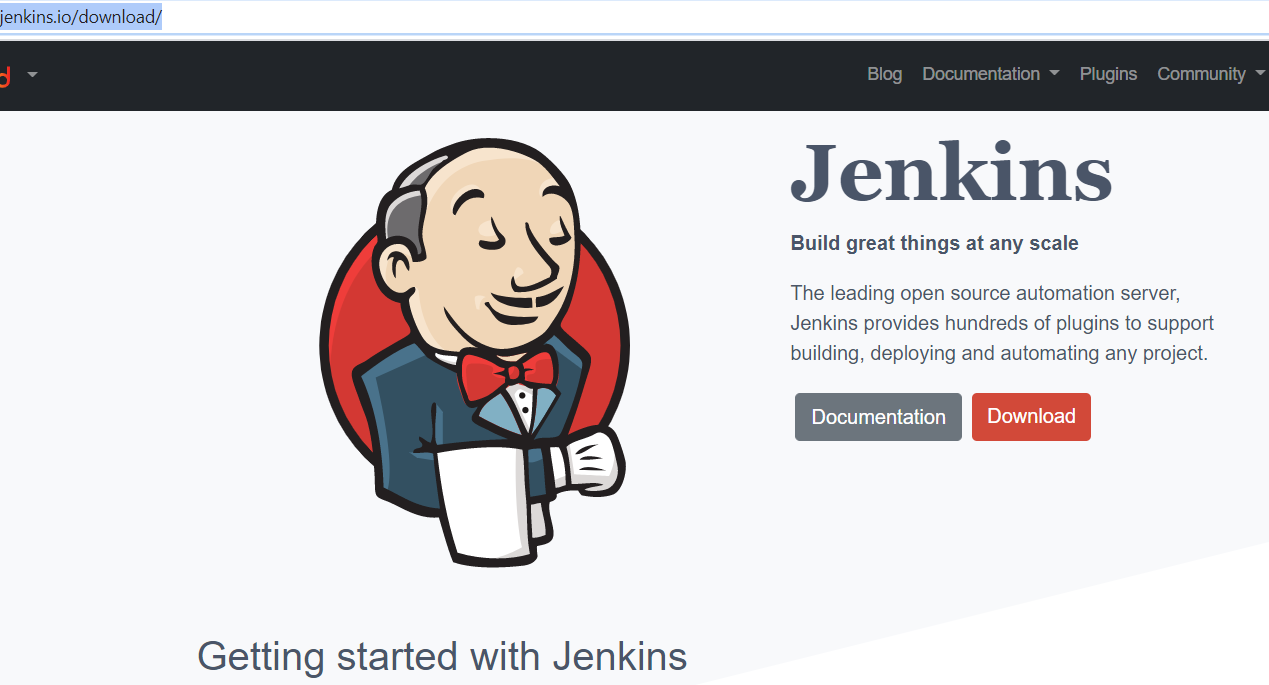 jenkins.io/download/
d
Blog Documentation Plugins Community
Jenkins
Build great things at any scale
The leading open source automation server,
Jenkins provides hundreds of plugins to support
building, deploying and automating any project.
Documentation Download
Getting started with Jenkins